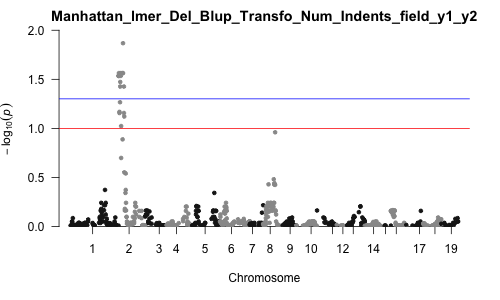 Manhattan_lmer_Del_Blup_Transfo_Num_Indents_field_y1_y2
2.0
1.5
1.0
0.5
0.0
− log10(p)
1 2 3 4 5 6 7 8 9 10 12 14 16 17 19
Chromosome